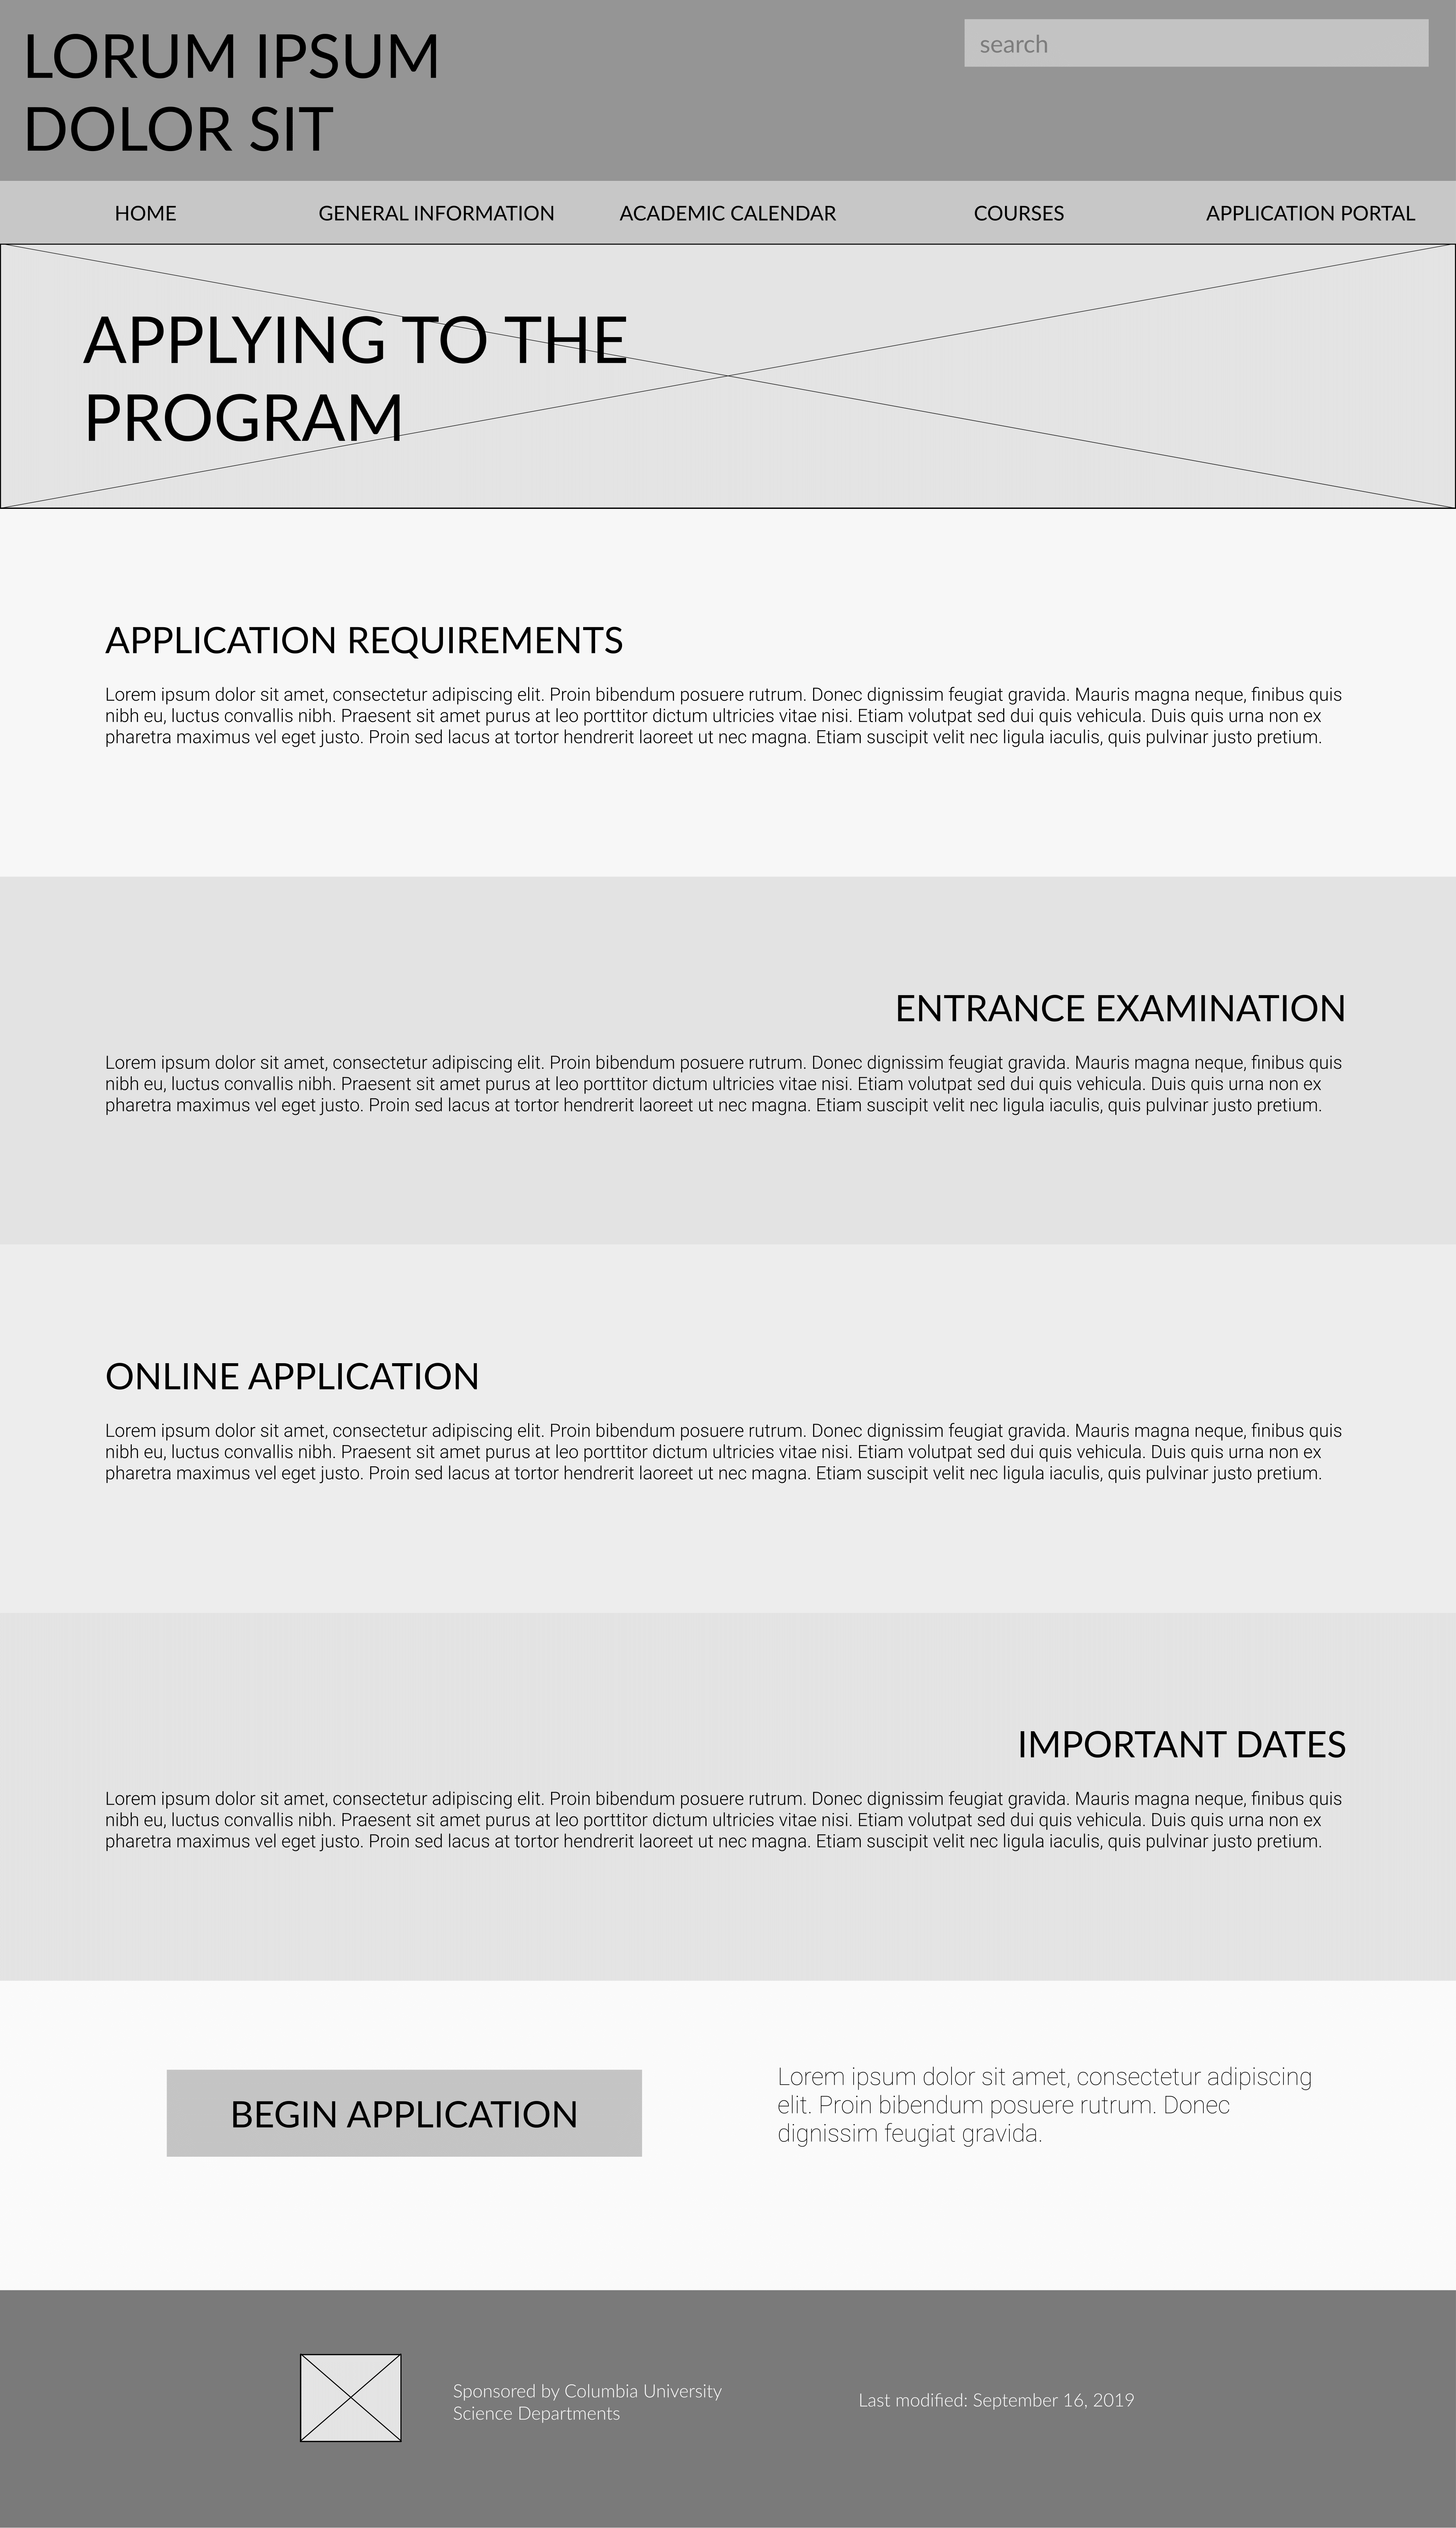 LORUM IPSUM
DOLOR SIT
search
HOME
GENERAL INFORMATION
ACADEMIC CALENDAR
COURSES
APPLICATION PORTAL
APPLYING TO THE
PROGRAM
APPLICATION REQUIREMENTS
Lorem ipsum dolor sit amet, consectetur adipiscing elit. Proin bibendum posuere rutrum. Donec dignissim feugiat gravida. Mauris magna neque, finibus quis
nibh eu, luctus convallis nibh. Praesent sit amet purus at leo porttitor dictum ultricies vitae nisi. Etiam volutpat sed dui quis vehicula. Duis quis urna non ex
pharetra maximus vel eget justo. Proin sed lacus at tortor hendrerit laoreet ut nec magna. Etiam suscipit velit nec ligula iaculis, quis pulvinar justo pretium.
ENTRANCE EXAMINATION
Lorem ipsum dolor sit amet, consectetur adipiscing elit. Proin bibendum posuere rutrum. Donec dignissim feugiat gravida. Mauris magna neque, finibus quis
nibh eu, luctus convallis nibh. Praesent sit amet purus at leo porttitor dictum ultricies vitae nisi. Etiam volutpat sed dui quis vehicula. Duis quis urna non ex
pharetra maximus vel eget justo. Proin sed lacus at tortor hendrerit laoreet ut nec magna. Etiam suscipit velit nec ligula iaculis, quis pulvinar justo pretium.
ONLINE APPLICATION
Lorem ipsum dolor sit amet, consectetur adipiscing elit. Proin bibendum posuere rutrum. Donec dignissim feugiat gravida. Mauris magna neque, finibus quis
nibh eu, luctus convallis nibh. Praesent sit amet purus at leo porttitor dictum ultricies vitae nisi. Etiam volutpat sed dui quis vehicula. Duis quis urna non ex
pharetra maximus vel eget justo. Proin sed lacus at tortor hendrerit laoreet ut nec magna. Etiam suscipit velit nec ligula iaculis, quis pulvinar justo pretium.
IMPORTANT DATES
Lorem ipsum dolor sit amet, consectetur adipiscing elit. Proin bibendum posuere rutrum. Donec dignissim feugiat gravida. Mauris magna neque, finibus quis
nibh eu, luctus convallis nibh. Praesent sit amet purus at leo porttitor dictum ultricies vitae nisi. Etiam volutpat sed dui quis vehicula. Duis quis urna non ex
pharetra maximus vel eget justo. Proin sed lacus at tortor hendrerit laoreet ut nec magna. Etiam suscipit velit nec ligula iaculis, quis pulvinar justo pretium.
BEGIN APPLICATION
Lorem ipsum dolor sit amet, consectetur adipiscing
elit. Proin bibendum posuere rutrum. Donec
dignissim feugiat gravida.
Sponsored by Columbia University
Science Departments
Last modified: September 16, 2019